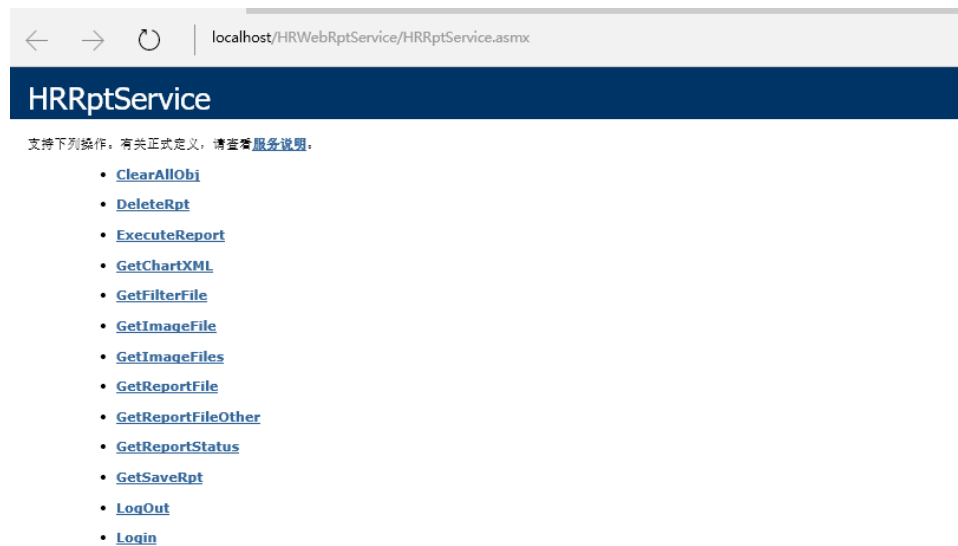 localhost/HRWebRptService/HRRptService.asmx
HRRptService
支持下列操作。有关正式定义，请查看服务说明。
• ClearAllObj
• DeleteRpt
• ExecuteReport
• GetChartXML
• GetFilterFile
• GetImageFile
• GetImageFiles
• GetReportFile
• GetReportFileOther
• GetReportStatus
• GetSaveRpt
• LogOut
• Login